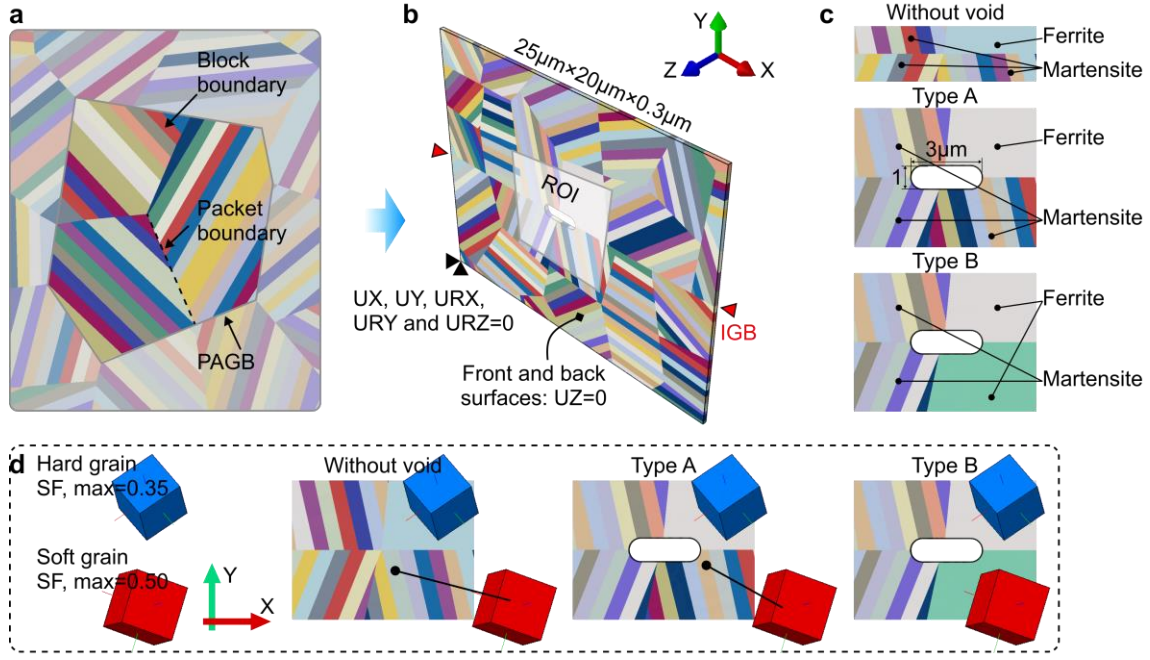 a
Block
boundary
Packet
boundary
PAGB
b
25μm×20μm×0.3μm
Y
Z
X
ROI
UX, UY, URX,
URY and URZ=0
IGB
Front and back
surfaces: UZ=0
c
Without void
Ferrite
Martensite
Type A
Ferrite
3μm
1
Martensite
Type B
Ferrite
Martensite
d
Hard grain
SF, max=0.35
Soft grain
SF, max=0.50
Y
X
Without void
Type A
Type B